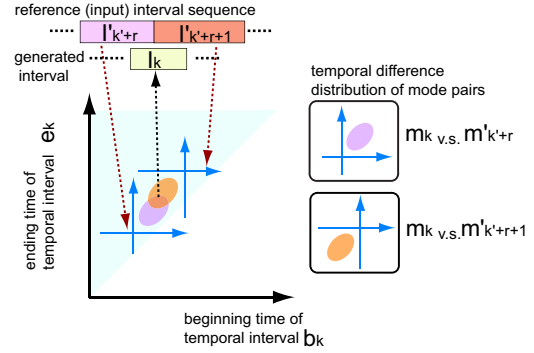 reference (input) interval sequence
I'k'+r
I'k'+r+1
generated
interval
Ik
temporal difference
distribution of mode pairs
mk v.s. m'k'+r
mk v.s. m'k'+r+1
ending time of
temporal interval ek
beginning time of
temporal interval bk